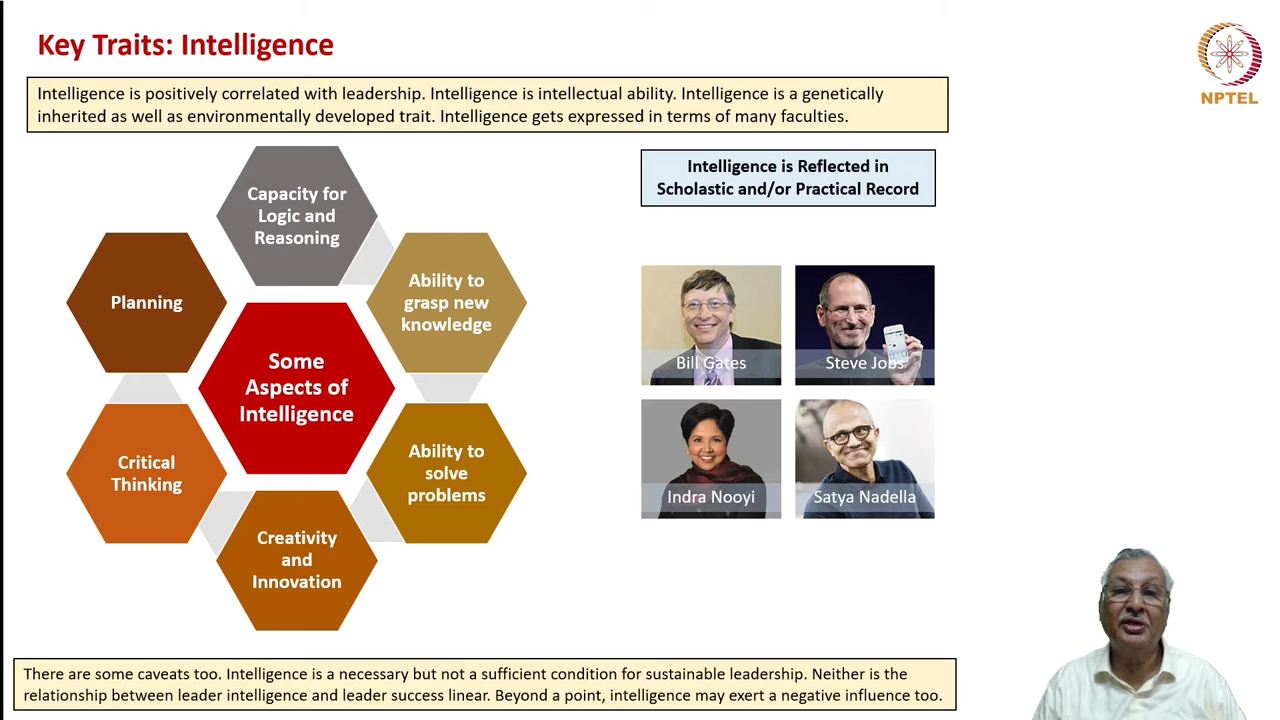 Key Traits: Intelligence
NPTEL
Intelligence is positively correlated with leadership. Intelligence is intellectual ability. Intelligence is a genetically
inherited as well as environmentally developed trait. Intelligence gets expressed in terms of many faculties.
Capacity for
Logic and
Reasoning
Ability to
grasp new
knowledge
Ability to
solve
problems
Creativity
and
Innovation
Critical
Thinking
Planning
Some
Aspects of
Intelligence
Intelligence is Reflected in
Scholastic and/or Practical Record
Bill Gates
Steve Jobs
Indra Nooyi
Satya Nadella
There are some caveats too. Intelligence is a necessary but not a sufficient condition for sustainable leadership. Neither is the
relationship between leader intelligence and leader success linear. Beyond a point, intelligence may exert a negative influence too.